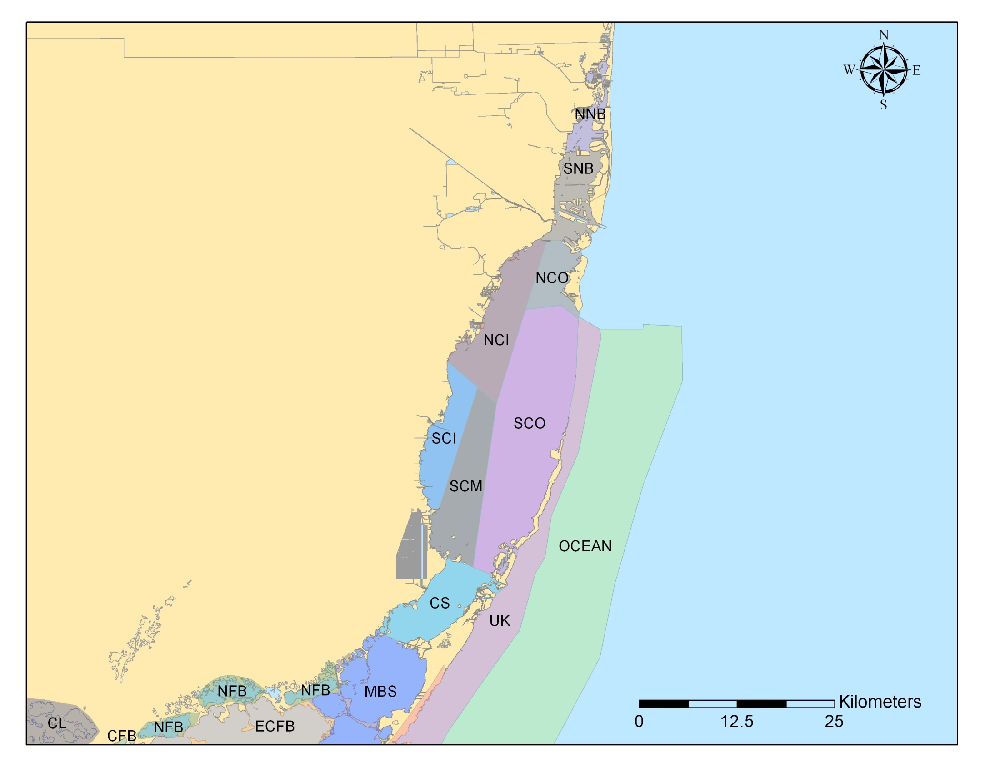 N
W E
S
NNB
SNB
NCO
NCI
SCO
SCI
SCM
OCEAN
CS
UK
NFB
NFB
MBS
CL
NFB
ECFB
CFB
Kilometers
0 12.5 25